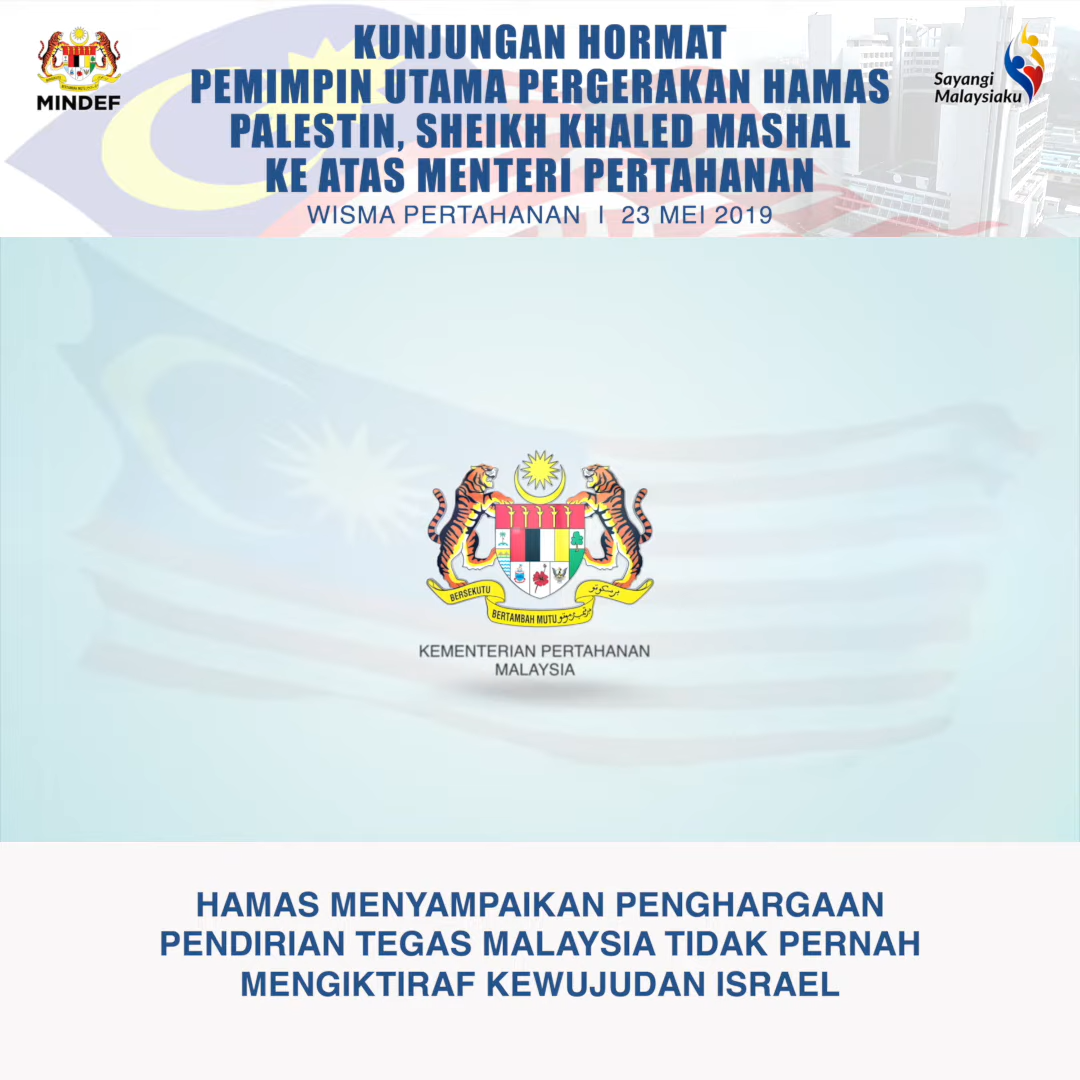 MINDEF
KUNJUNGAN HORMAT
PEMIMPIN UTAMA PERGERAKAN HAMAS
PALESTIN, SHEIKH KHALED MASHAL
KE ATAS MENTERI PERTAHANAN
WISMA PERTAHANAN | 23 MEI 2019
Sayangi
Malaysiaku
BERSEKUTU
BERTAMBAH MUTU
KEMENTERIAN PERTAHANAN
MALAYSIA
HAMAS MENYAMPAIKAN PENGHARGAAN
PENDIRIAN TEGAS MALAYSIA TIDAK PERNAH
MENGIKTIRAF KEWUJUDAN ISRAEL